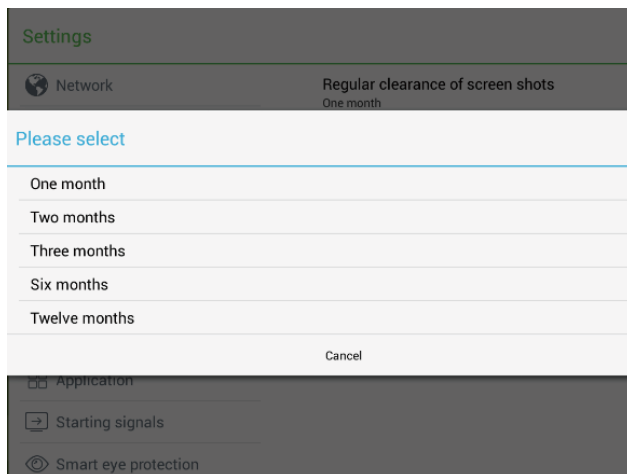 Settings
Network
Regular clearance of screen shots
One month
Please select
One month
Two months
Three months
Six months
Twelve months
Cancel
Application
Starting signals
Smart eye protection